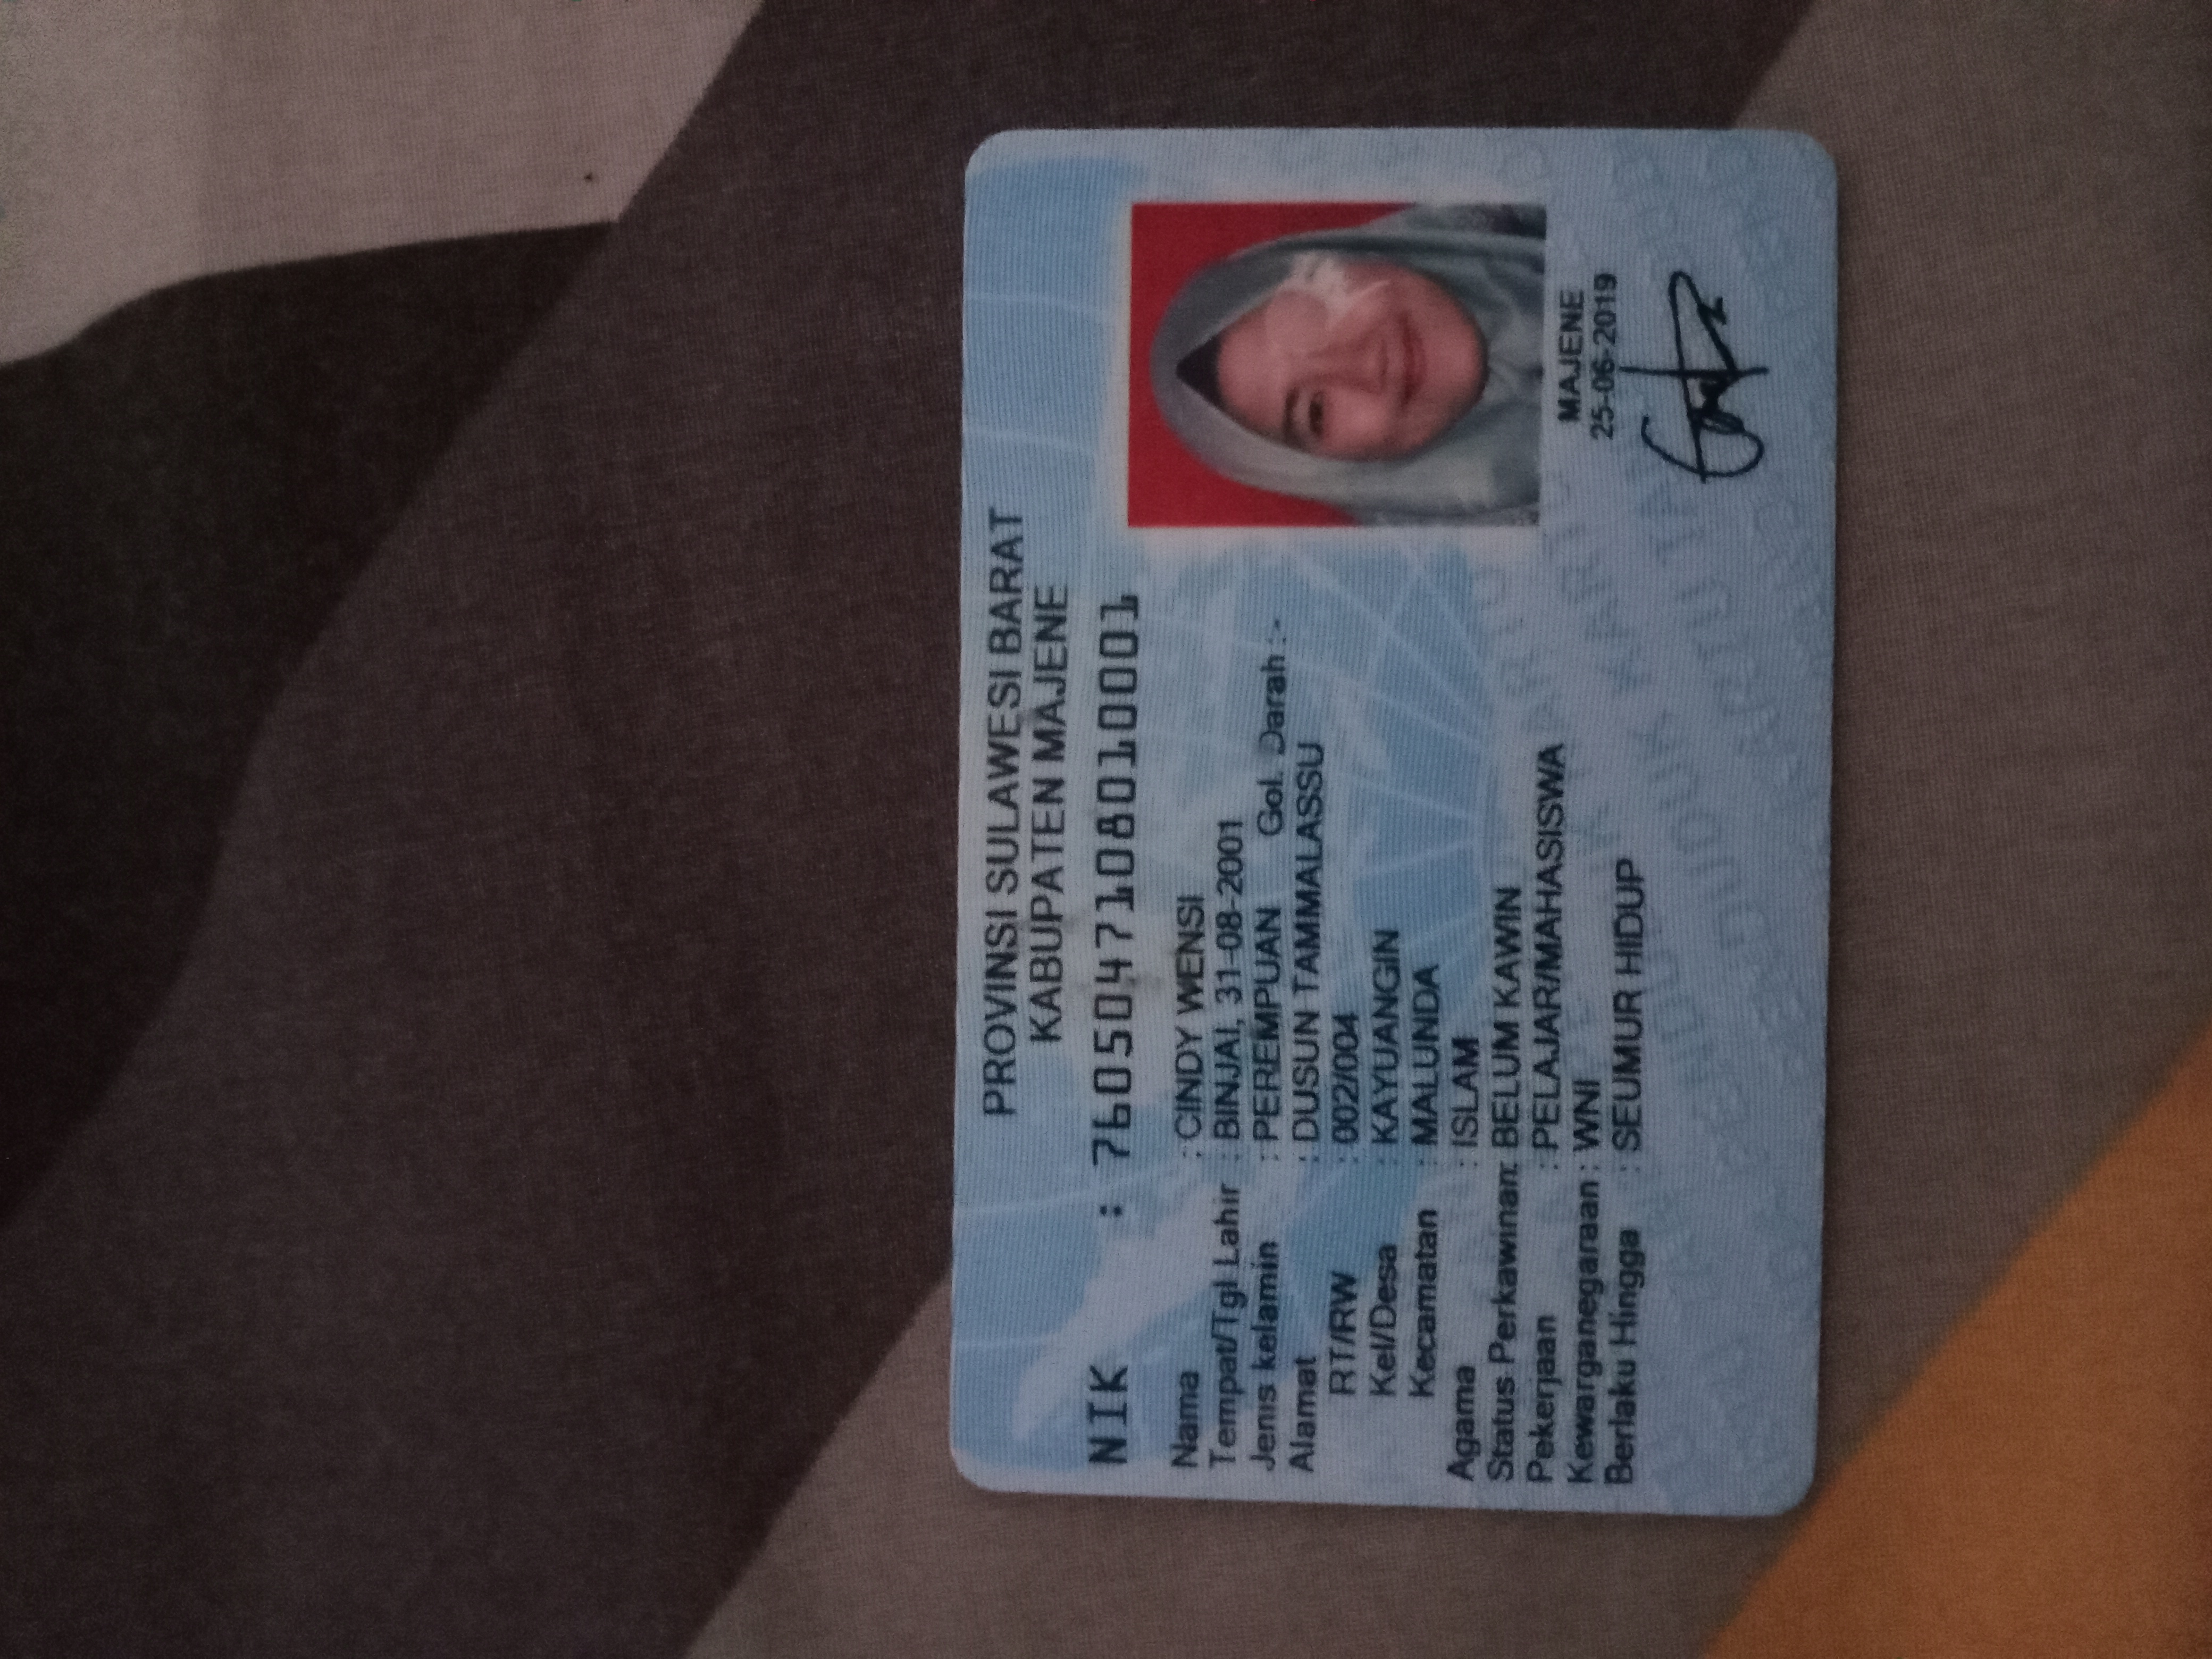 PROVINSI SULAWESI BARAT
KABUPATEN MAJENE
NIK : 7605047108010001
Nama : CINDY WENSI
Tempat/Tgl Lahir : BINJAI, 31-08-2001
Jenis kelamin : PEREMPUAN Gol. Darah :-
Alamat : DUSUN TAMMALASSU
RT/RW : 002/004
Kel/Desa : KAYUANGIN
Kecamatan : MALUNDA
Agama : ISLAM
Status Perkawinan: BELUM KAWIN
Pekerjaan : PELAJAR/MAHASISWA
Kewarganegaraan : WNI
Berlaku Hingga : SEUMUR HIDUP
MAJENE
25-06-2019